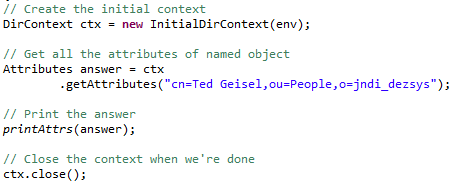 // Create the initial context
DirContext ctx = new InitialDirContext(env);
// Get all the attributes of named object
Attributes answer = ctx
.getAttributes("cn=Ted Geisel,ou=People,o=jndi_dezsys");
// Print the answer
printAttrs(answer);
// Close the context when we're done
ctx.close();